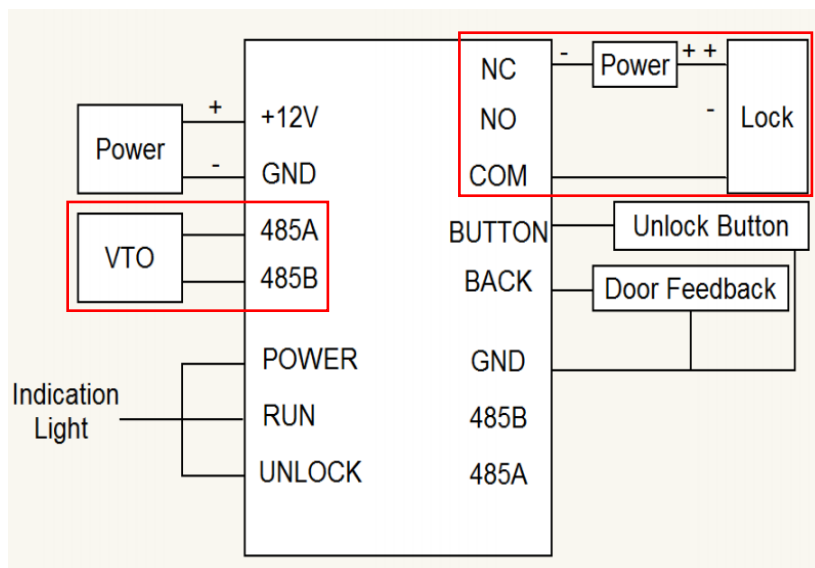 Power
+
-
+12V
GND
VTO
485A
485B
Indication
Light
POWER
RUN
UNLOCK
NC
NO
COM
BUTTON
BACK
GND
485B
485A
-
Power
+ +
-
Lock
Unlock Button
Door Feedback